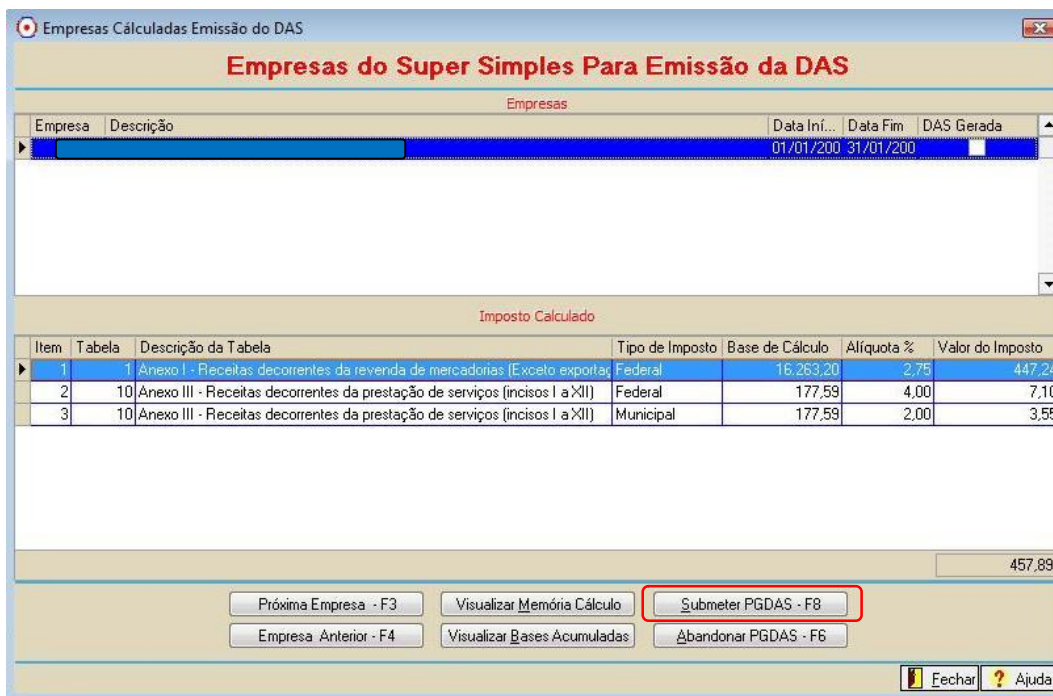 Empresas Cálculadas Emissão do DAS
Empresas do Super Simples Para Emissão da DAS
Empresas
Empresa Descrição Data Iní... Data Fim DAS Gerada
01/01/200 31/01/200
Imposto Calculado
Item Tabela Descrição da Tabela Tipo de Imposto Base de Cálculo Alíquota % Valor do Imposto
1 1 Anexo I - Receitas decorrentes da revenda de mercadorias (Exceto exportaç Federal 16.263,20 2,75 447,24
2 10 Anexo III - Receitas decorrentes da prestação de serviços (incisos I a XII) Federal 177,59 4,00 7,10
3 10 Anexo III - Receitas decorrentes da prestação de serviços (incisos I a XII) Municipal 177,59 2,00 3,55
457,89
Próxima Empresa - F3 Visualizar Memória Cálculo Submeter PGDAS - F8
Empresa Anterior - F4 Visualizar Bases Acumuladas Abandonar PGDAS - F6
Fechar ? Ajuda